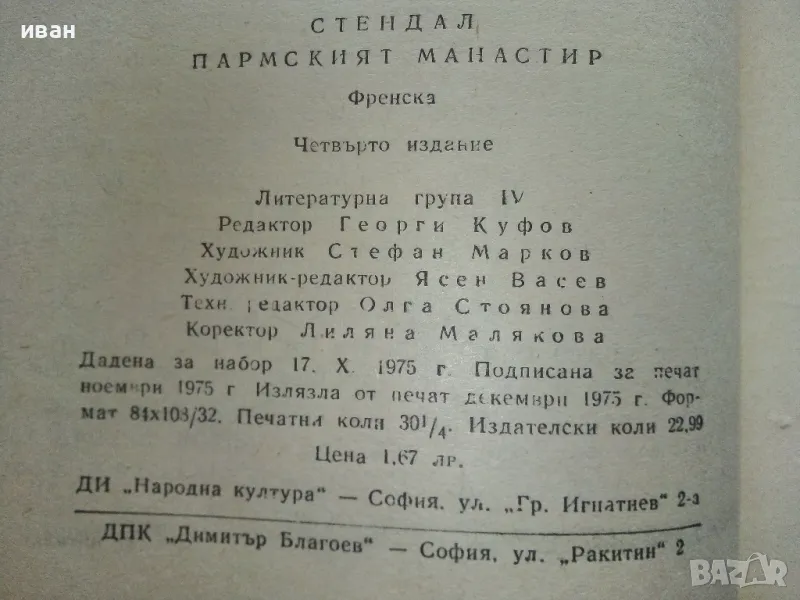 иван
СТЕНДАЛ
ПАРМСКИЯТ МАНАСТИР
Френска
Четвърто издание
Литературна група IV
Редактор Георги Куфов
Художник Стефан Марков
Художник-редактор Ясен Васев
Техн. редактор Олга Стоянова
Коректор Лиляна Малякова
Дадена за набор 17. X. 1975 г. Подписана за печат
ноември 1975 г Излязла от печат декември 1975 г. Фор-
мат 84x108/32. Печатни коли 30¹/₄. Издателски коли 22,99
Цена 1,67 лв.
ДИ „Народна култура“ — София, ул. „Гр. Игнатиев“ 2-а
ДПК „Димитър Благоев“ — София, ул. „Ракитин“ 2
BAZAR